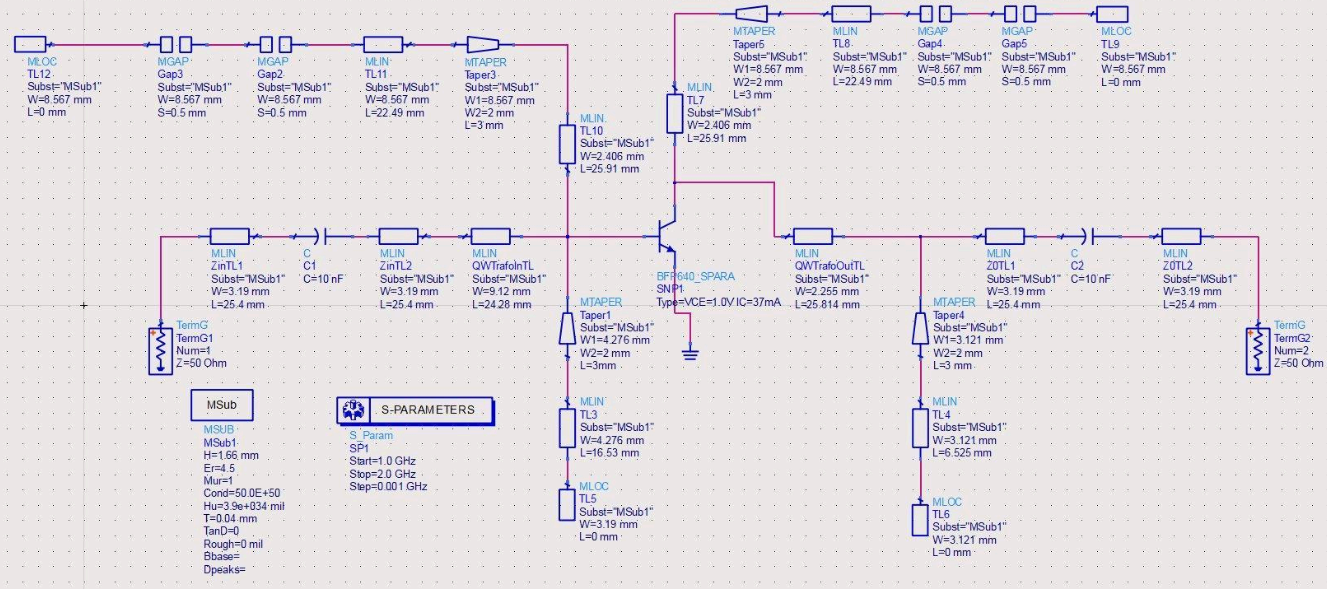 MLOC
TL12
Subst="MSub1"
W=8.567 mm
L=0 mm
MGAP
Gap3
Subst="MSub1"
W=8.567 mm
S=0.5 mm
MGAP
Gap2
Subst="MSub1"
W=8.567 mm
S=0.5 mm
MLIN
TL11
Subst="MSub1"
W=8.567 mm
L=22.49 mm
MTAPER
Taper3
Subst="MSub1"
W1=8.567 mm
W2=2 mm
L=3 mm
MTAPER
Taper5
Subst="MSub1"
W1=8.567 mm
W2=2 mm
L=3 mm
MLIN
TL8
Subst="MSub1"
W=8.567 mm
L=22.49 mm
MGAP
Gap4
Subst="MSub1"
W=8.567 mm
S=0.5 mm
MGAP
Gap5
Subst="MSub1"
W=8.567 mm
S=0.5 mm
MLOC
TL9
Subst="MSub1"
W=8.567 mm
L=0 mm
MLIN
TL10
Subst="MSub1"
W=2.406 mm
L=25.91 mm
MLIN
TL7
Subst="MSub1"
W=2.406 mm
L=25.91 mm
MLIN
ZinTL1
Subst="MSub1"
W=3.19 mm
L=25.4 mm
C
C1
C=10 nF
MLIN
ZinTL2
Subst="MSub1"
W=3.19 mm
L=25.4 mm
MLIN
QWTrafoInTL
Subst="MSub1"
W=9.12 mm
L=24.28 mm
BFP640_SPARA
SNP1
Type=VCE=1.0V IC=37mA
MLIN
QWTrafoOutTL
Subst="MSub1"
W=2.255 mm
L=25.814 mm
MLIN
Z0TL1
Subst="MSub1"
W=3.19 mm
L=25.4 mm
C
C2
C=10 nF
MLIN
Z0TL2
Subst="MSub1"
W=3.19 mm
L=25.4 mm
TermG
TermG1
Num=1
Z=50 Ohm
MTAPER
Taper1
Subst="MSub1"
W1=4.276 mm
W2=2 mm
L=3mm
MTAPER
Taper4
Subst="MSub1"
W1=3.121 mm
W2=2 mm
L=3 mm
TermG
TermG2
Num=2
Z=50 Ohm
MSub
MSUB
MSub1
H=1.66 mm
Er=4.5
Mur=1
Cond=50.0E+50
Hu=3.9e+034 mil
T=0.04 mm
TanD=0
Rough=0 mil
Bbase=
Dpeaks=
S-PARAMETERS
S_Param
SP1
Start=1.0 GHz
Stop=2.0 GHz
Step=0.001 GHz
MLIN
TL3
Subst="MSub1"
W=4.276 mm
L=16.53 mm
MLIN
TL4
Subst="MSub1"
W=3.121 mm
L=6.525 mm
MLOC
TL5
Subst="MSub1"
W=3.19 mm
L=0 mm
MLOC
TL6
Subst="MSub1"
W=3.121 mm
L=0 mm